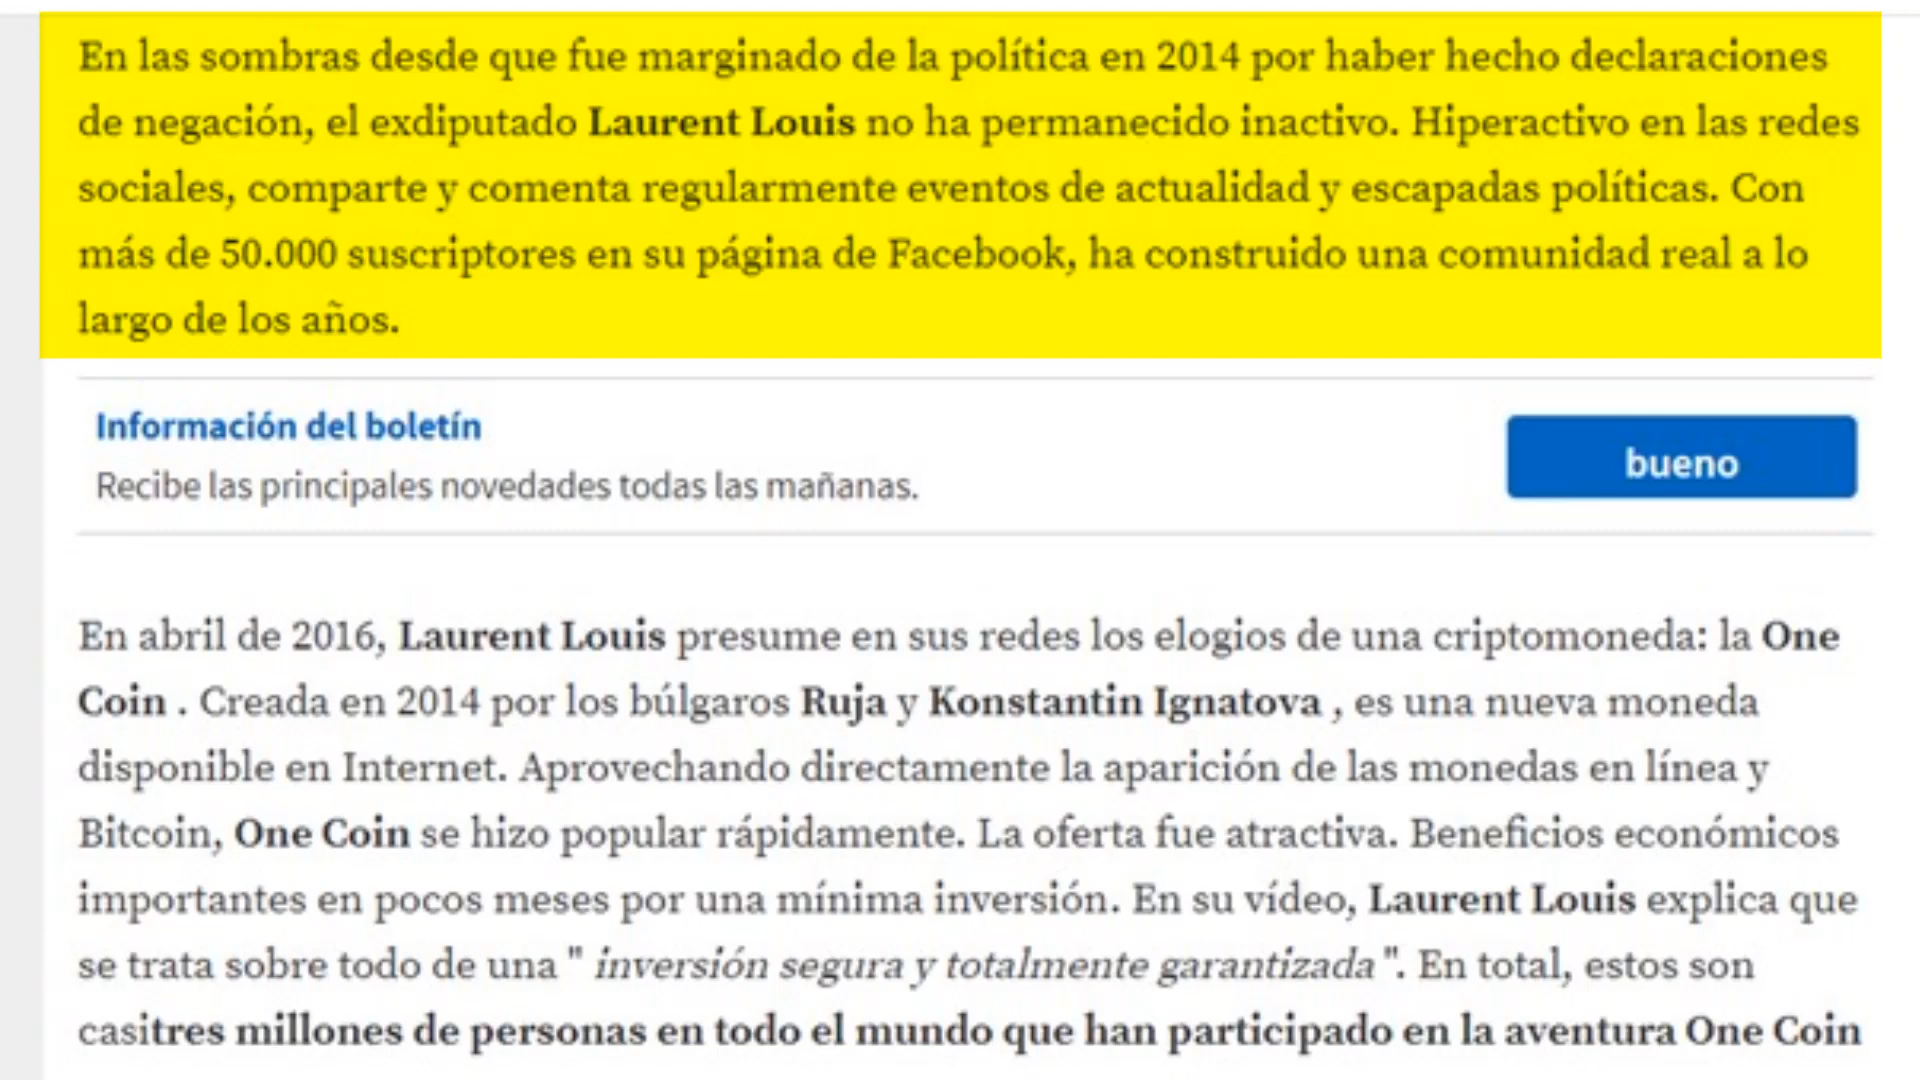 En las sombras desde que fue marginado de la política en 2014 por haber hecho declaraciones
de negación, el exdiputado Laurent Louis no ha permanecido inactivo. Hiperactivo en las redes
sociales, comparte y comenta regularmente eventos de actualidad y escapadas políticas. Con
más de 50.000 suscriptores en su página de Facebook, ha construido una comunidad real a lo
largo de los años.
Información del boletín
Recibe las principales novedades todas las mañanas.
bueno
En abril de 2016, Laurent Louis presume en sus redes los elogios de una criptomoneda: la One
Coin . Creada en 2014 por los búlgaros Ruja y Konstantin Ignatova , es una nueva moneda
disponible en Internet. Aprovechando directamente la aparición de las monedas en línea y
Bitcoin, One Coin se hizo popular rápidamente. La oferta fue atractiva. Beneficios económicos
importantes en pocos meses por una mínima inversión. En su vídeo, Laurent Louis explica que
se trata sobre todo de una " inversión segura y totalmente garantizada ". En total, estos son
casitres millones de personas en todo el mundo que han participado en la aventura One Coin